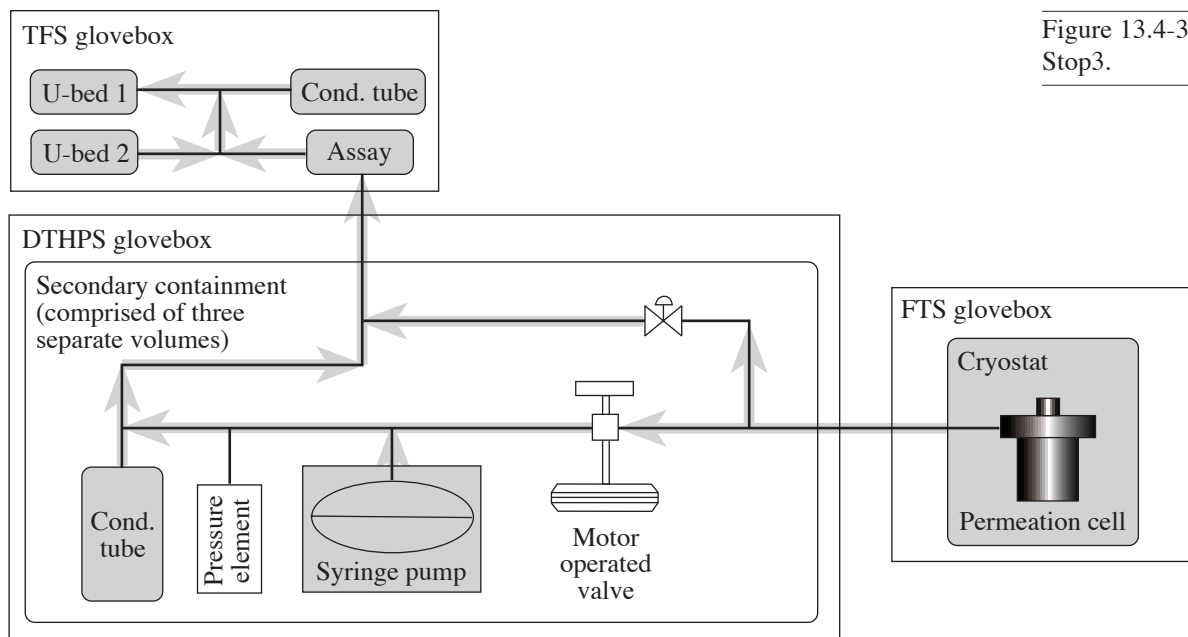 Figure 13.4-3
Stop3.
TFS glovebox
U-bed 1
Cond. tube
U-bed 2
Assay
DTHPS glovebox
Secondary containment
(comprised of three
separate volumes)
FTS glovebox
Cryostat
Permeation cell
Cond.
tube
Pressure
element
Syringe pump
Motor
operated
valve